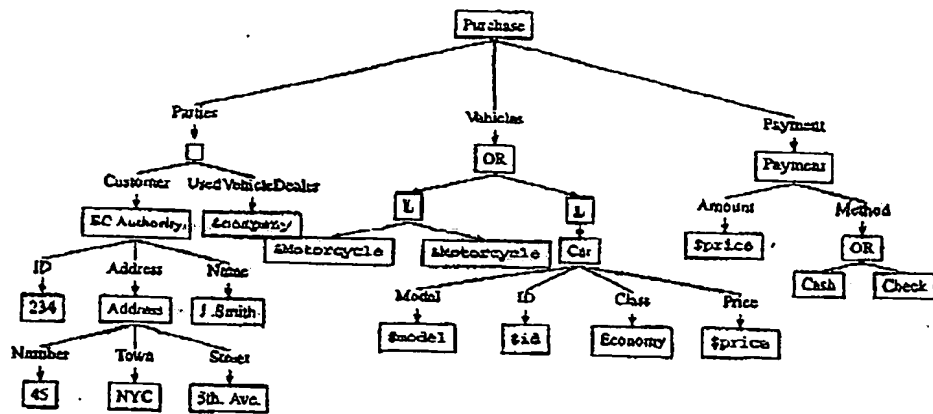 Purchase
Parties Vehicles Payment
OR Payment
Customer UsedVehicleDealer Amount Method
L L
EC Authority &company $price OR
&Motorcycle &Motorcycle Car
ID Address Name Cash Check
234 Address J.Smith Model ID Class Price
$model $id Economy $price
Number Town Street
45 NYC 5th. Ave.